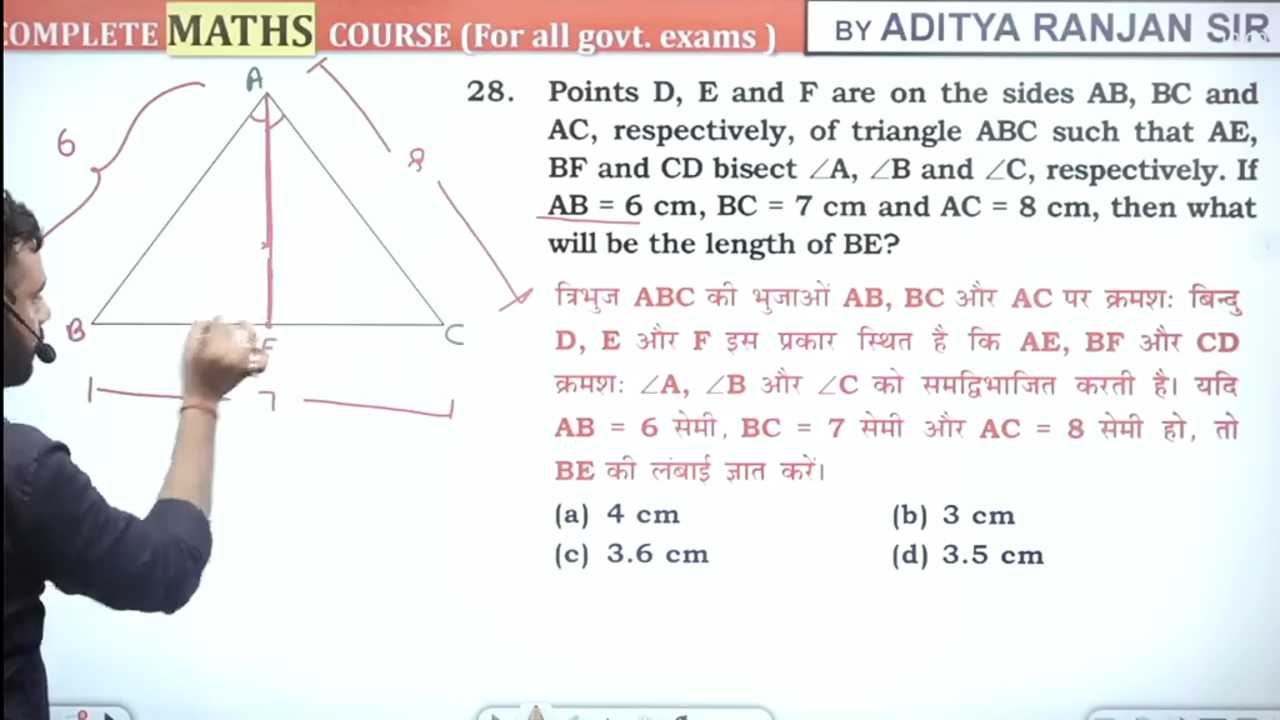 COMPLETE MATHS COURSE (For all govt. exams )
BY ADITYA RANJAN SIR
A
6
8
B
C
7
28. Points D, E and F are on the sides AB, BC and
AC, respectively, of triangle ABC such that AE,
BF and CD bisect ∠A, ∠B and ∠C, respectively. If
AB = 6 cm, BC = 7 cm and AC = 8 cm, then what
will be the length of BE?
त्रिभुज ABC की भुजाओं AB, BC और AC पर क्रमशः बिन्दु
D, E और F इस प्रकार स्थित है कि AE, BF और CD
क्रमशः ∠A, ∠B और ∠C को समद्विभाजित करती है। यदि
AB = 6 सेमी, BC = 7 सेमी और AC = 8 सेमी हो, तो
BE की लंबाई ज्ञात करें।
(a) 4 cm (b) 3 cm
(c) 3.6 cm (d) 3.5 cm